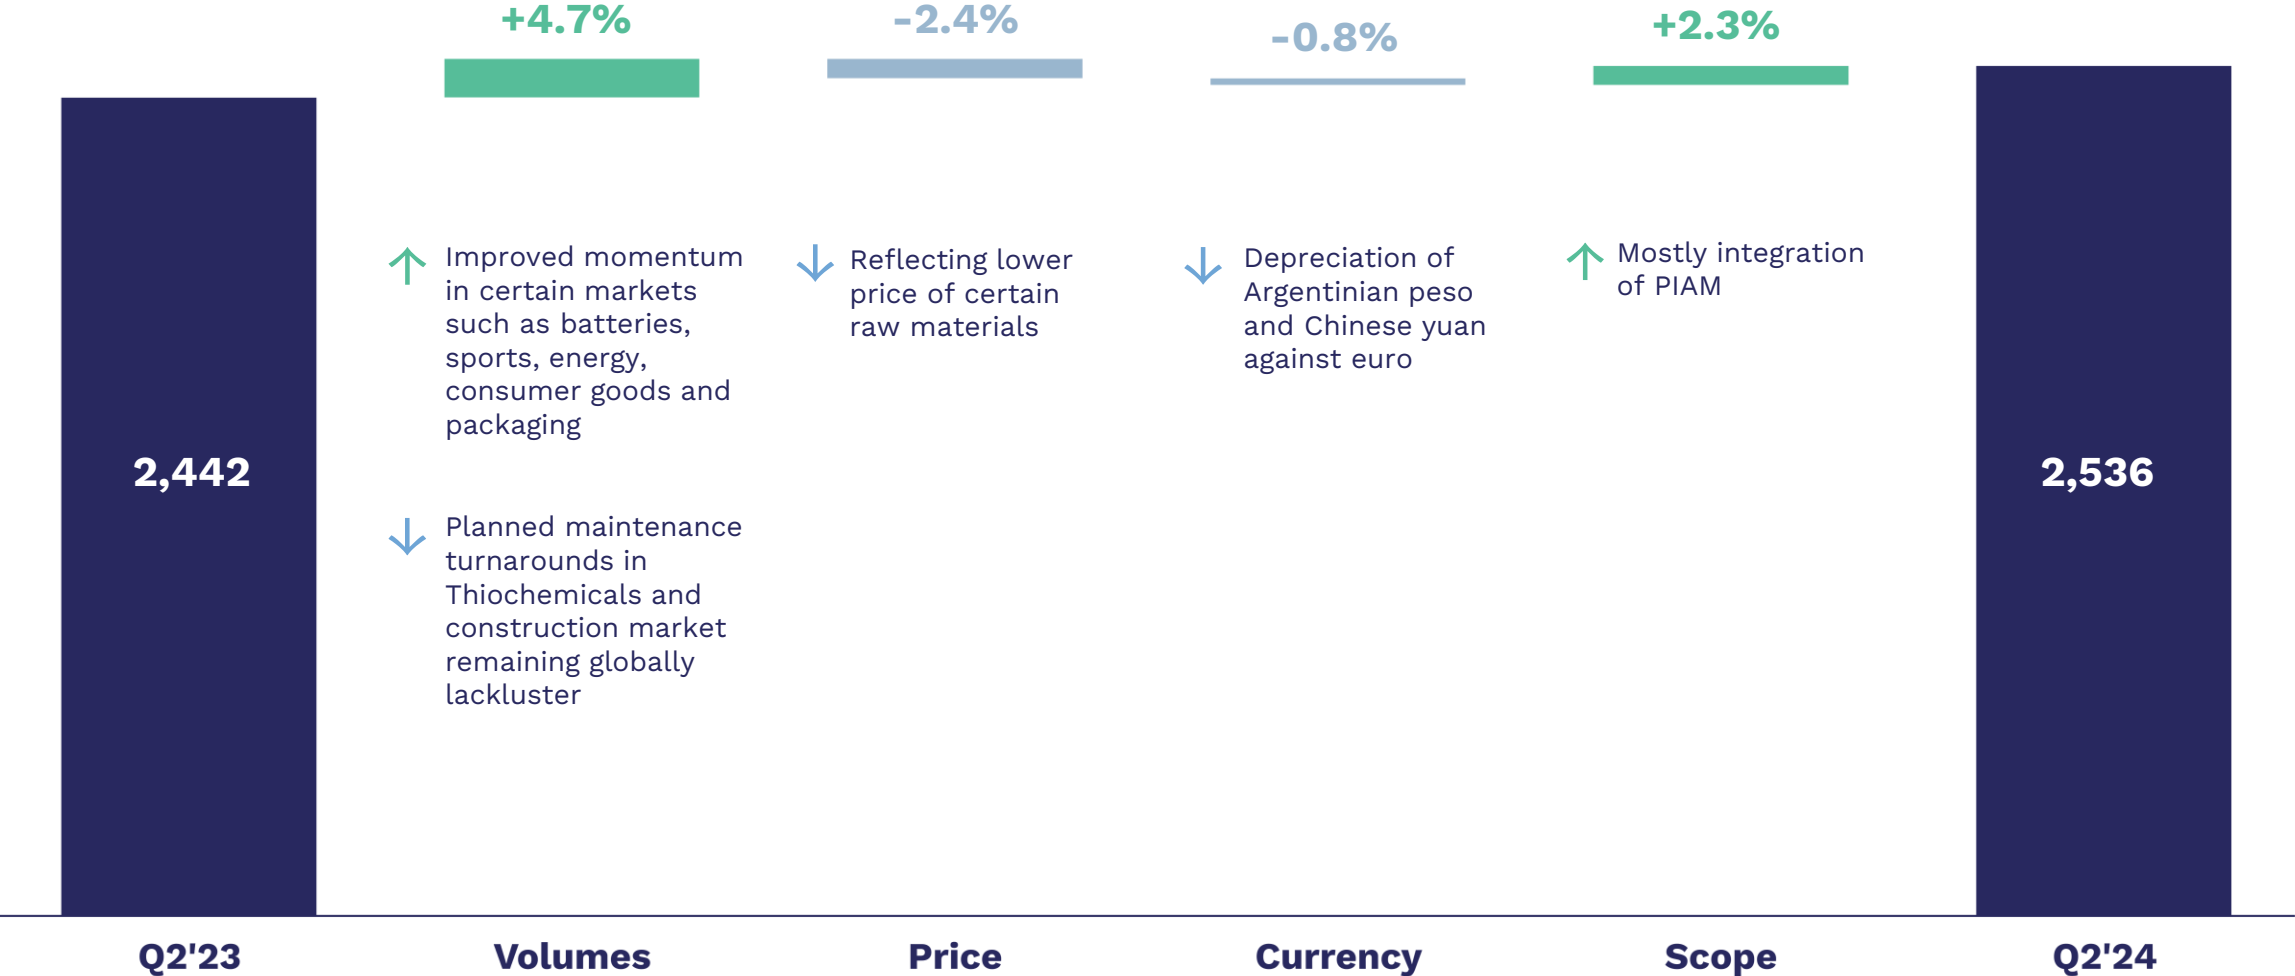 +4.7%
-2.4%
-0.8%
+2.3%
2,442
Improved momentum
in certain markets
such as batteries,
sports, energy,
consumer goods and
packaging
Planned maintenance
turnarounds in
Thiochemicals and
construction market
remaining globally
lackluster
Reflecting lower
price of certain
raw materials
Depreciation of
Argentinian peso
and Chinese yuan
against euro
Mostly integration
of PIAM
2,536
Q2'23
Volumes
Price
Currency
Scope
Q2'24